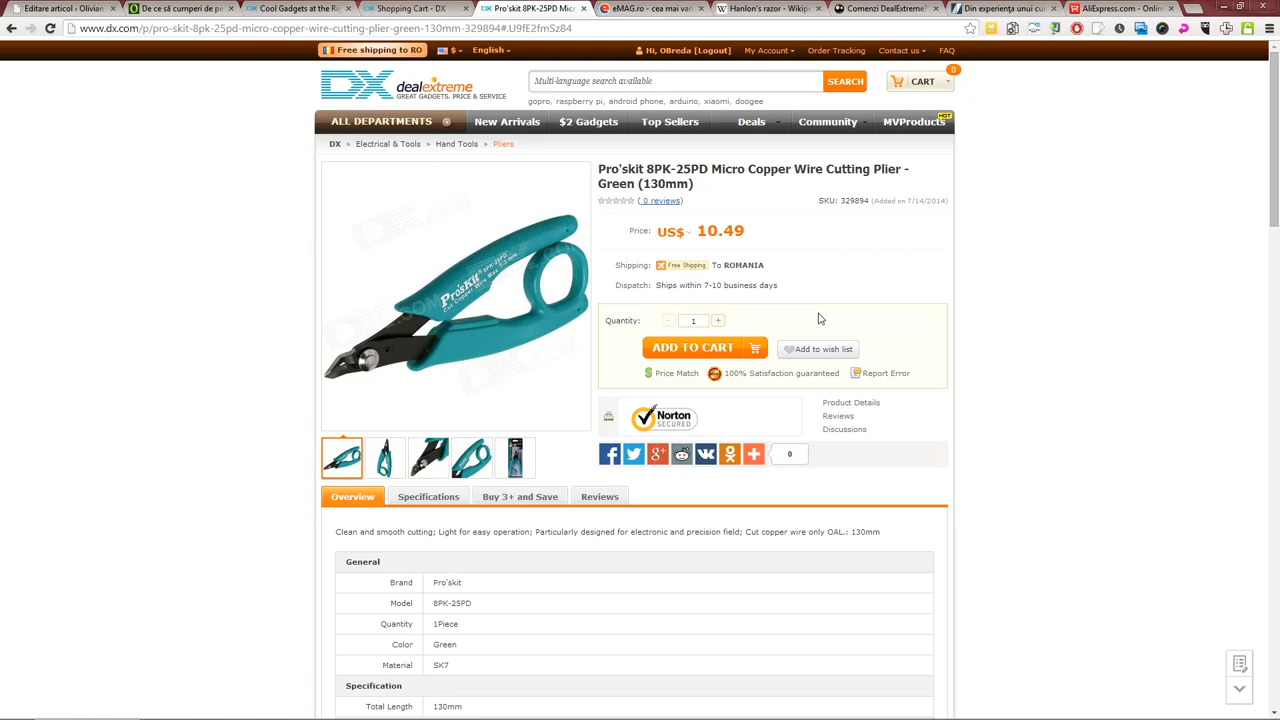 Editare articol ‹ Olivian
De ce să cumperi de pe
Cool Gadgets at the Ri
Shopping Cart - DX
Pro'skit 8PK-25PD Micr
eMAG.ro - cea mai var
Hanlon's razor - Wikipe
Comenzi DealExtreme?
Din experienţa unui cu
AliExpress.com - Onlin
www.dx.com/p/pro-skit-8pk-25pd-micro-copper-wire-cutting-plier-green-130mm-329894#.U9fE2fmSz84
Free shipping to RO
$
English
Hi, OBreda [Logout]
My Account
Order Tracking
Contact us
FAQ
DX dealextreme
GREAT GADGETS. PRICE & SERVICE
Multi-language search available
SEARCH
CART
0
gopro, raspberry pi, android phone, arduino, xiaomi, doogee
ALL DEPARTMENTS
New Arrivals
$2 Gadgets
Top Sellers
Deals
Community
MVProducts
HOT
DX » Electrical & Tools » Hand Tools » Pliers
Pro'skit 8PK-25PD Micro Copper Wire Cutting Plier -
Green (130mm)
( 0 reviews)
SKU: 329894 (Added on 7/14/2014)
Price: US$ 10.49
Shipping: Free Shipping To ROMANIA
Dispatch: Ships within 7-10 business days
Quantity: - 1 +
ADD TO CART
Add to wish list
Price Match
100% Satisfaction guaranteed
Report Error
Norton
SECURED
Product Details
Reviews
Discussions
0
Pro'sKit 8PK-25PD
Cut Copper Wire Max
Overview
Specifications
Buy 3+ and Save
Reviews
Clean and smooth cutting; Light for easy operation; Particularly designed for electronic and precision field; Cut copper wire only OAL.: 130mm
General
Brand Pro'skit
Model 8PK-25PD
Quantity 1Piece
Color Green
Material SK7
Specification
Total Length 130mm